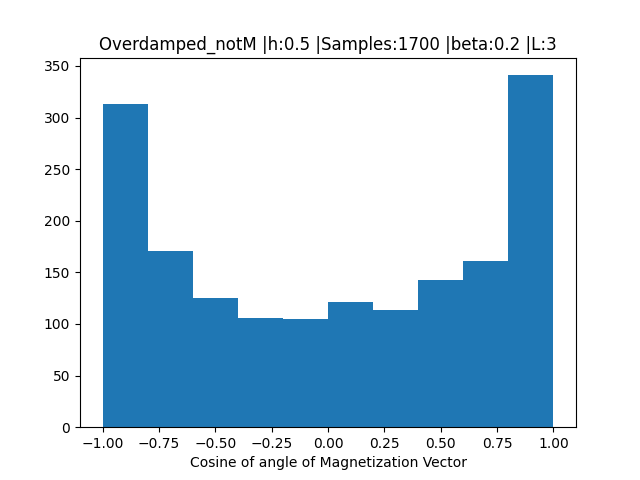 Overdamped_notM |h:0.5 |Samples:1700 |beta:0.2 |L:3
350
300
250
200
150
100
50
0
−1.00 −0.75 −0.50 −0.25 0.00 0.25 0.50 0.75 1.00
Cosine of angle of Magnetization Vector